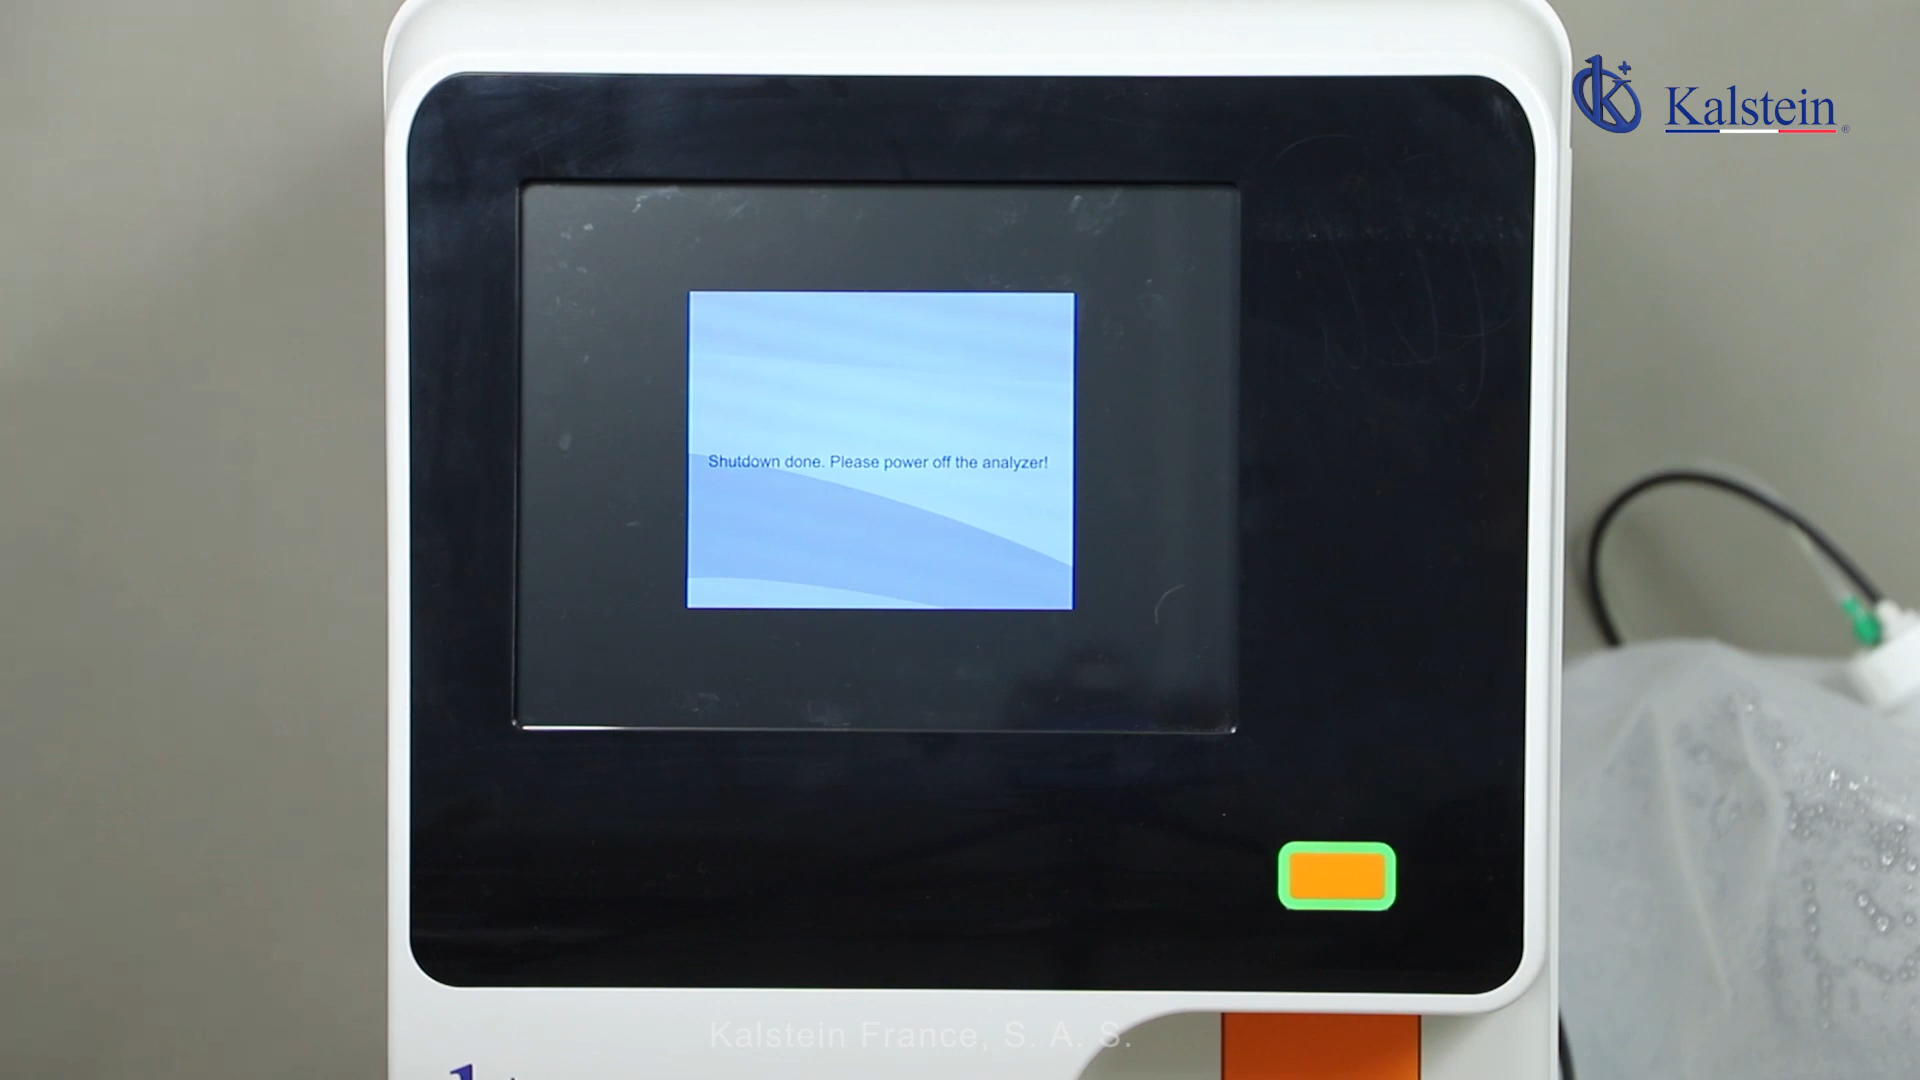 Kalstein
Shutdown done. Please power off the analyzer!
Kalstein France, S. A. S.